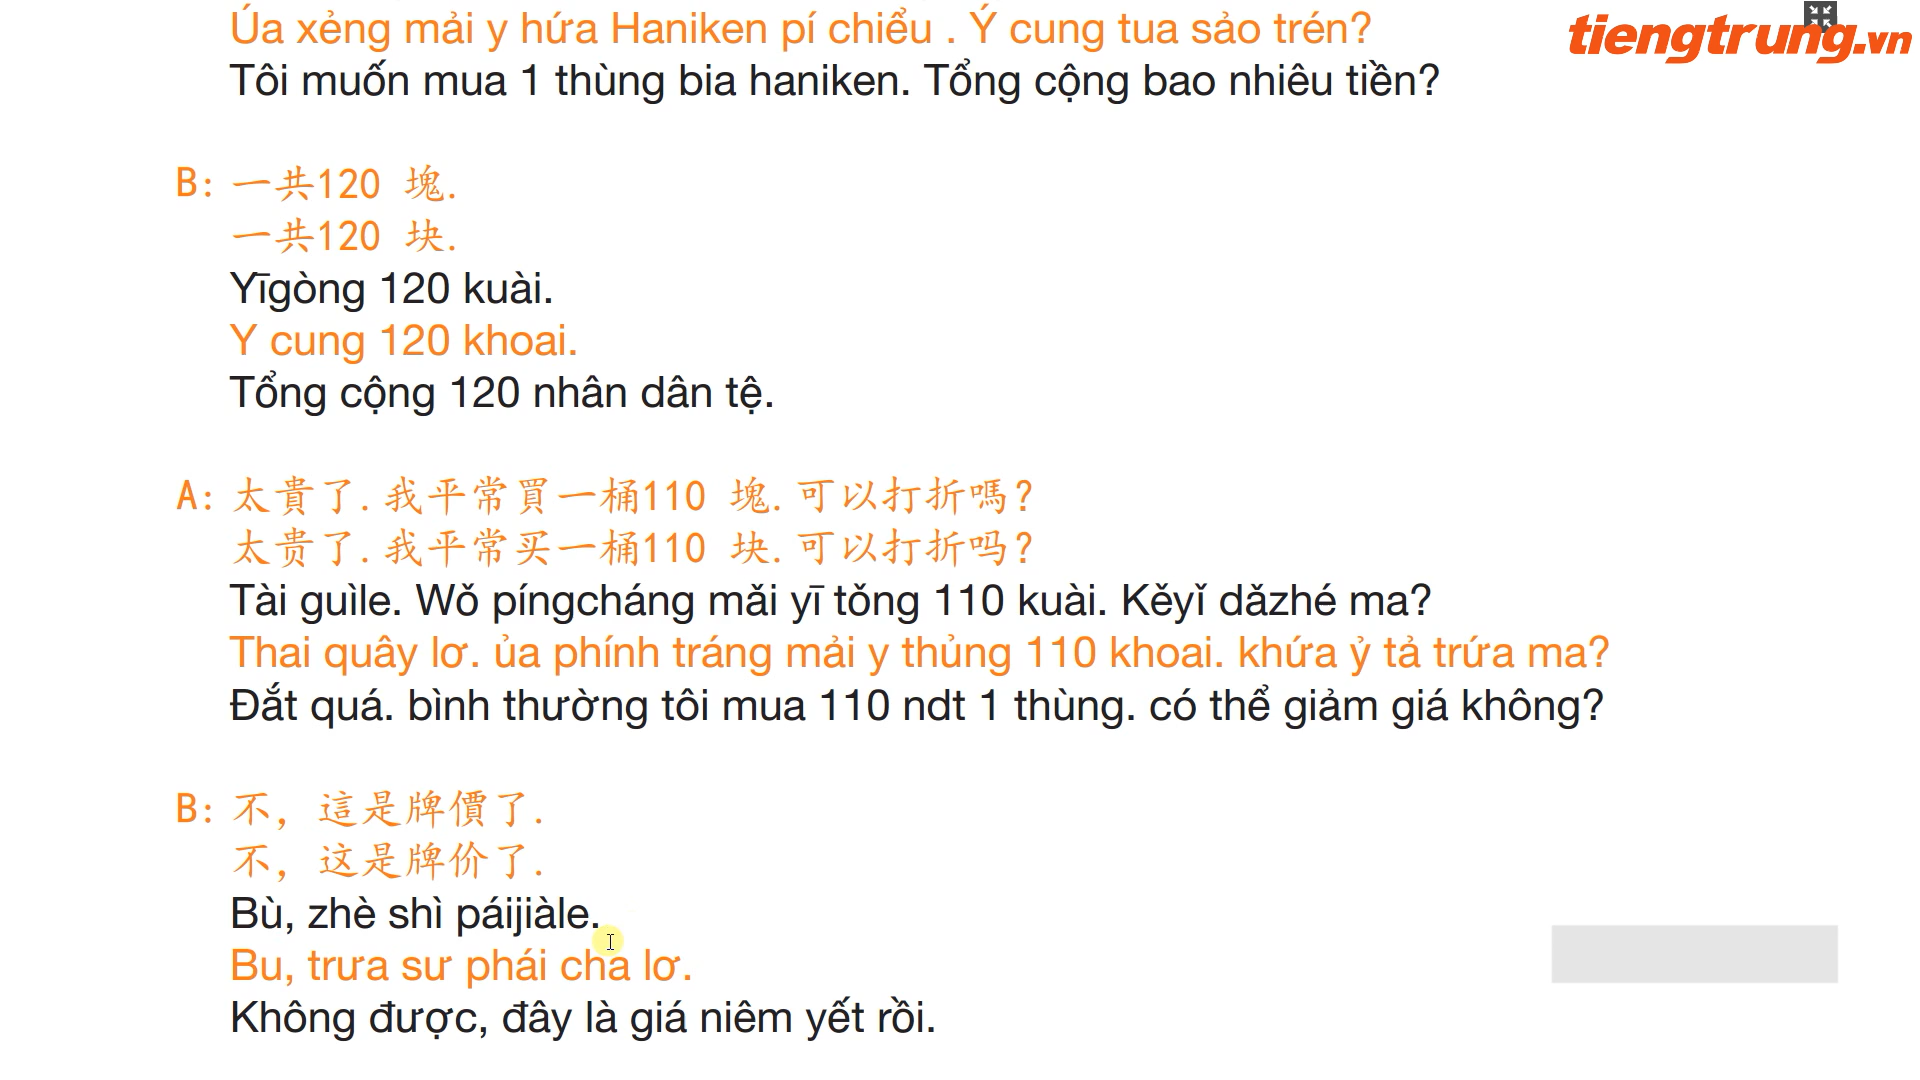 Úa xẻng mải y hứa Haniken pí chiểu . Ý cung tua sảo trén?
tiengtrung.vn
Tôi muốn mua 1 thùng bia haniken. Tổng cộng bao nhiêu tiền?
B: 一共120 塊.
一共120 块.
Yīgòng 120 kuài.
Y cung 120 khoai.
Tổng cộng 120 nhân dân tệ.
A: 太貴了.我平常買一桶110 塊.可以打折嗎?
太贵了.我平常买一桶110 块.可以打折吗?
Tài guìle. Wǒ píngcháng mǎi yī tǒng 110 kuài. Kěyǐ dǎzhé ma?
Thai quây lơ. ủa phính tráng mải y thủng 110 khoai. khứa ỷ tả trứa ma?
Đắt quá. bình thường tôi mua 110 ndt 1 thùng. có thể giảm giá không?
B: 不, 這是牌價了.
不, 这是牌价了.
Bù, zhè shì páijiàle.
Bu, trưa sư phái cha lơ.
Không được, đây là giá niêm yết rồi.